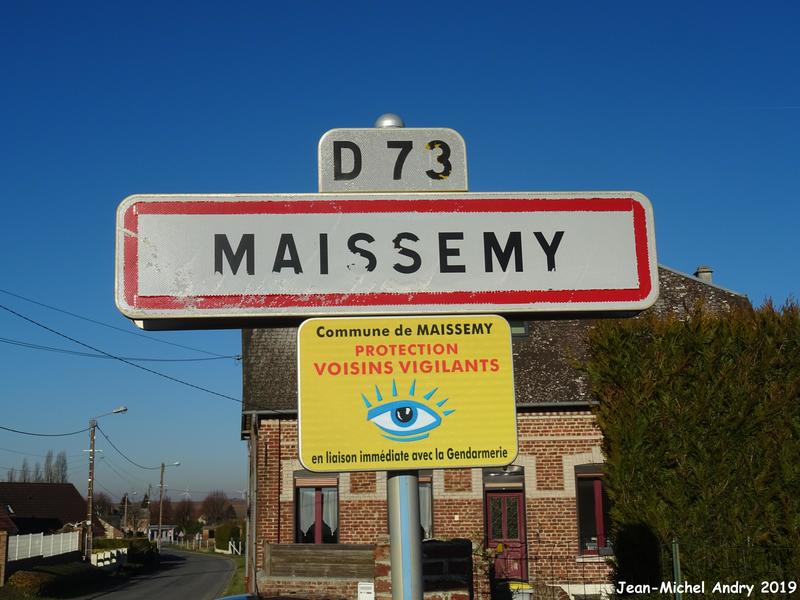 D 73
MAISSEMY
Commune de MAISSEMY
PROTECTION
VOISINS VIGILANTS
en liaison immédiate avec la Gendarmerie
Jean-Michel Andry 2019